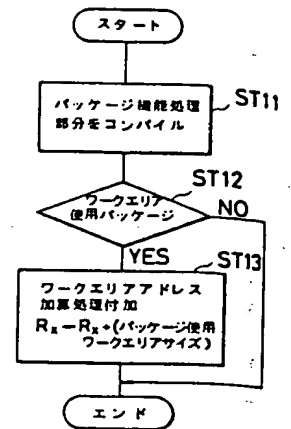 スタート
パッケージ機能処理
部分をコンパイル
ST11
ST12
ワークエリア
使用パッケージ
NO
YES
ST13
ワークエリアアドレス
加算処理付加
Rx←Rx+(パッケージ使用
ワークエリアサイズ)
エンド